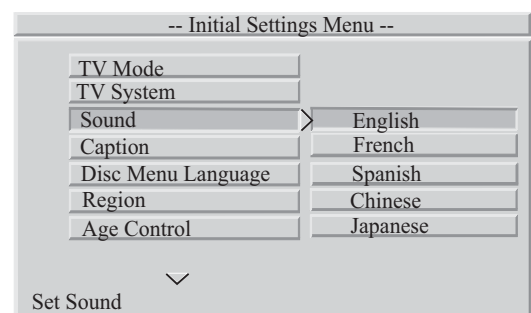 -- Initial Settings Menu --
TV Mode
TV System
Sound
Caption
Disc Menu Language
Region
Age Control
English
French
Spanish
Chinese
Japanese
Set Sound